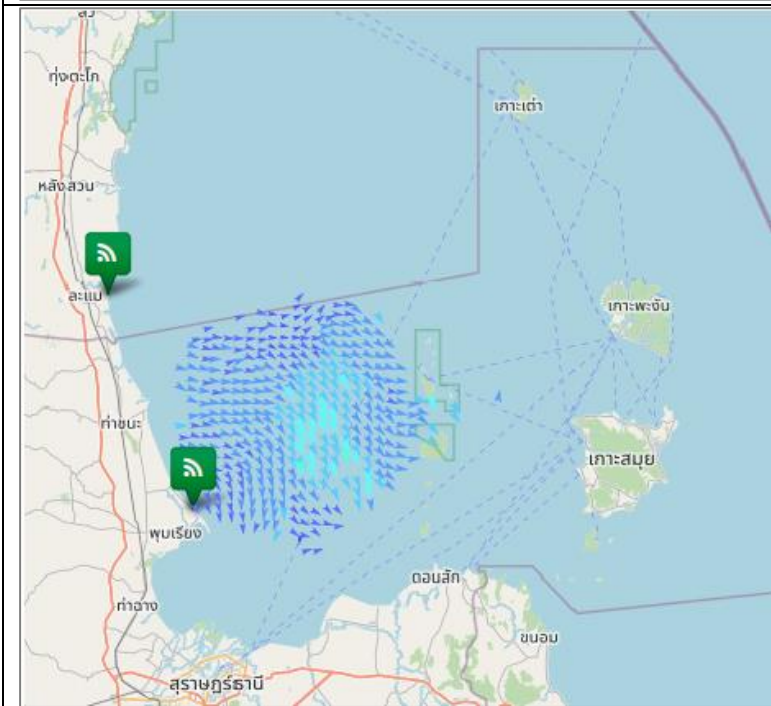 ทุ่งตะโก
เกาะเต่า
หลังสวน
ละแม
เกาะพะงัน
ท่าชนะ
เกาะสมุย
พุมเรียง
ดอนสัก
ท่าฉาง
ขนอม
สุราษฎร์ธานี